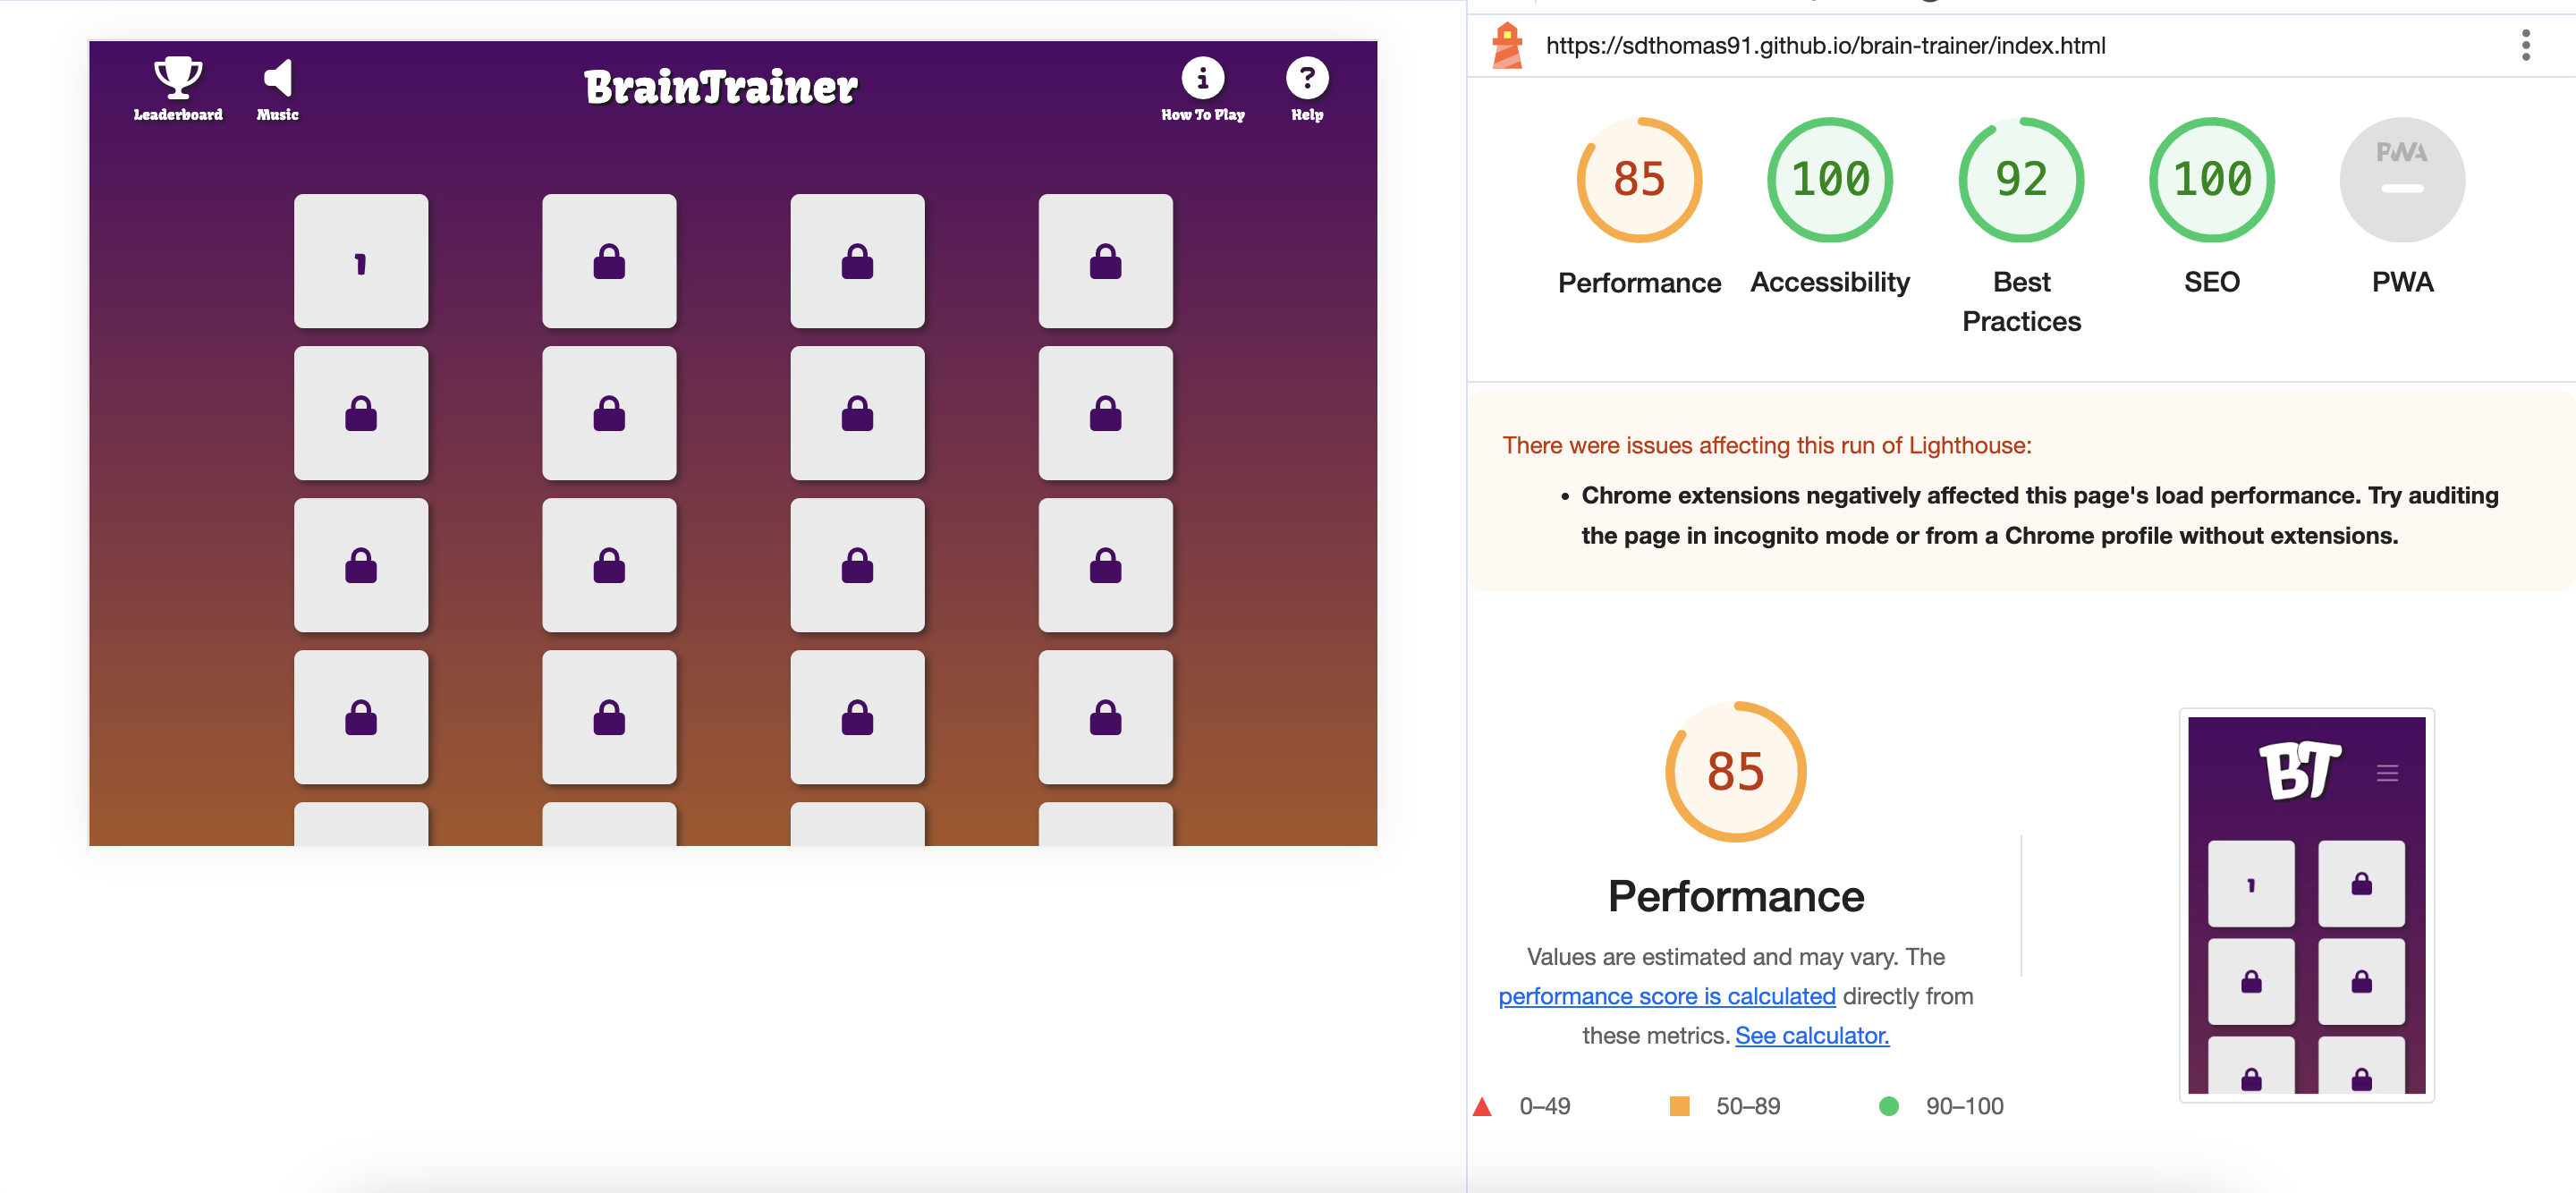 BrainTrainer
Leaderboard
Music
How To Play
Help
1
https://sdthomas91.github.io/brain-trainer/index.html
85
100
92
100
PWA
Performance
Accessibility
Best
Practices
SEO
PWA
There were issues affecting this run of Lighthouse:
• Chrome extensions negatively affected this page's load performance. Try auditing
the page in incognito mode or from a Chrome profile without extensions.
85
Performance
Values are estimated and may vary. The
performance score is calculated directly from
these metrics. See calculator.
0–49
50–89
90–100
BT
1